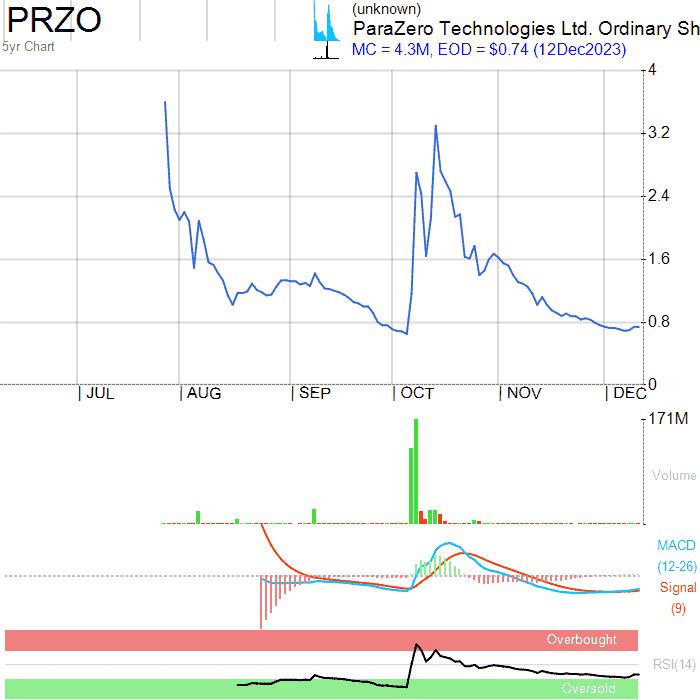 PRZO
(unknown)
ParaZero Technologies Ltd. Ordinary Sh
5yr Chart
MC = 4.3M, EOD = $0.74 (12Dec2023)
4
3.2
2.4
1.6
0.8
0
| JUL | AUG | SEP | OCT | NOV | DEC
171M
Volume
MACD
(12-26)
Signal
(9)
Overbought
RSI(14)
Oversold